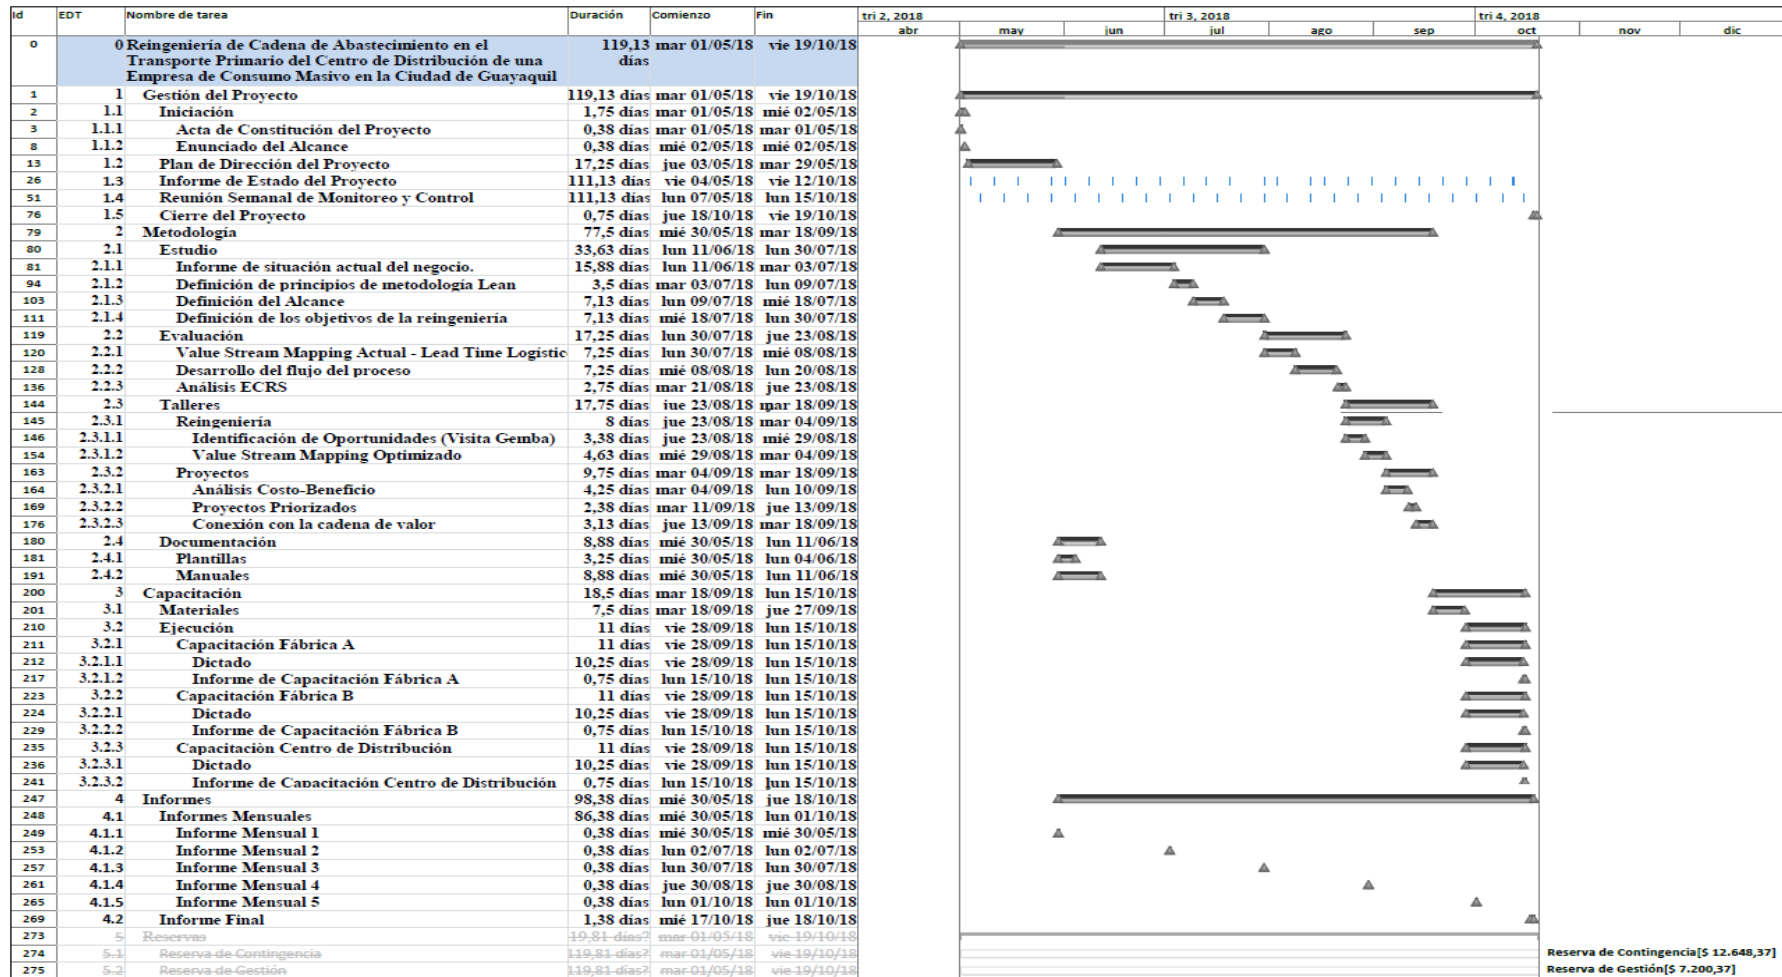 Id EDT Nombre de tarea Duración Comienzo Fin tri 2, 2018 tri 3, 2018 tri 4, 2018
abr may jun jul ago sep oct nov dic
0 0 Reingeniería de Cadena de Abastecimiento en el 119,13 mar 01/05/18 vie 19/10/18
Transporte Primario del Centro de Distribución de una días
Empresa de Consumo Masivo en la Ciudad de Guayaquil
1 1 Gestión del Proyecto 119,13 días mar 01/05/18 vie 19/10/18
2 1.1 Iniciación 1,75 días mar 01/05/18 mié 02/05/18
3 1.1.1 Acta de Constitución del Proyecto 0,38 días mar 01/05/18 mar 01/05/18
8 1.1.2 Enunciado del Alcance 0,38 días mié 02/05/18 mié 02/05/18
13 1.2 Plan de Dirección del Proyecto 17,25 días jue 03/05/18 mar 29/05/18
26 1.3 Informe de Estado del Proyecto 111,13 días vie 04/05/18 vie 12/10/18
51 1.4 Reunión Semanal de Monitoreo y Control 111,13 días lun 07/05/18 lun 15/10/18
76 1.5 Cierre del Proyecto 0,75 días jue 18/10/18 vie 19/10/18
79 2 Metodología 77,5 días mié 30/05/18 mar 18/09/18
80 2.1 Estudio 33,63 días lun 11/06/18 lun 30/07/18
81 2.1.1 Informe de situación actual del negocio. 15,88 días lun 11/06/18 mar 03/07/18
94 2.1.2 Definición de principios de metodología Lean 3,5 días mar 03/07/18 lun 09/07/18
103 2.1.3 Definición del Alcance 7,13 días lun 09/07/18 mié 18/07/18
111 2.1.4 Definición de los objetivos de la reingeniería 7,13 días mié 18/07/18 lun 30/07/18
119 2.2 Evaluación 17,25 días lun 30/07/18 jue 23/08/18
120 2.2.1 Value Stream Mapping Actual - Lead Time Logístic 7,25 días lun 30/07/18 mié 08/08/18
128 2.2.2 Desarrollo del flujo del proceso 7,25 días mié 08/08/18 lun 20/08/18
136 2.2.3 Análisis ECRS 2,75 días mar 21/08/18 jue 23/08/18
144 2.3 Talleres 17,75 días jue 23/08/18 mar 18/09/18
145 2.3.1 Reingeniería 8 días jue 23/08/18 mar 04/09/18
146 2.3.1.1 Identificación de Oportunidades (Visita Gemba) 3,38 días jue 23/08/18 mié 29/08/18
154 2.3.1.2 Value Stream Mapping Optimizado 4,63 días mié 29/08/18 mar 04/09/18
163 2.3.2 Proyectos 9,75 días mar 04/09/18 mar 18/09/18
164 2.3.2.1 Análisis Costo-Beneficio 4,25 días mar 04/09/18 lun 10/09/18
169 2.3.2.2 Proyectos Priorizados 2,38 días mar 11/09/18 jue 13/09/18
176 2.3.2.3 Conexión con la cadena de valor 3,13 días jue 13/09/18 mar 18/09/18
180 2.4 Documentación 8,88 días mié 30/05/18 lun 11/06/18
181 2.4.1 Plantillas 3,25 días mié 30/05/18 lun 04/06/18
191 2.4.2 Manuales 8,88 días mié 30/05/18 lun 11/06/18
200 3 Capacitación 18,5 días mar 18/09/18 lun 15/10/18
201 3.1 Materiales 7,5 días mar 18/09/18 jue 27/09/18
210 3.2 Ejecución 11 días vie 28/09/18 lun 15/10/18
211 3.2.1 Capacitación Fábrica A 11 días vie 28/09/18 lun 15/10/18
212 3.2.1.1 Dictado 10,25 días vie 28/09/18 lun 15/10/18
217 3.2.1.2 Informe de Capacitación Fábrica A 0,75 días lun 15/10/18 lun 15/10/18
223 3.2.2 Capacitación Fábrica B 11 días vie 28/09/18 lun 15/10/18
224 3.2.2.1 Dictado 10,25 días vie 28/09/18 lun 15/10/18
229 3.2.2.2 Informe de Capacitación Fábrica B 0,75 días lun 15/10/18 lun 15/10/18
235 3.2.3 Capacitaciòn Centro de Distribución 11 días vie 28/09/18 lun 15/10/18
236 3.2.3.1 Dictado 10,25 días vie 28/09/18 lun 15/10/18
241 3.2.3.2 Informe de Capacitación Centro de Distribución 0,75 días lun 15/10/18 lun 15/10/18
247 4 Informes 98,38 días mié 30/05/18 jue 18/10/18
248 4.1 Informes Mensuales 86,38 días mié 30/05/18 lun 01/10/18
249 4.1.1 Informe Mensual 1 0,38 días mié 30/05/18 mié 30/05/18
253 4.1.2 Informe Mensual 2 0,38 días lun 02/07/18 lun 02/07/18
257 4.1.3 Informe Mensual 3 0,38 días lun 30/07/18 lun 30/07/18
261 4.1.4 Informe Mensual 4 0,38 días jue 30/08/18 jue 30/08/18
265 4.1.5 Informe Mensual 5 0,38 días lun 01/10/18 lun 01/10/18
269 4.2 Informe Final 1,38 días mié 17/10/18 jue 18/10/18
273 5 Reservas 19,81 días? mar 01/05/18 vie 19/10/18
274 5.1 Reserva de Contingencia 119,81 días? mar 01/05/18 vie 19/10/18 Reserva de Contingencia[$ 12.648,37]
275 5.2 Reserva de Gestión 119,81 días? mar 01/05/18 vie 19/10/18 Reserva de Gestión[$ 7.200,37]